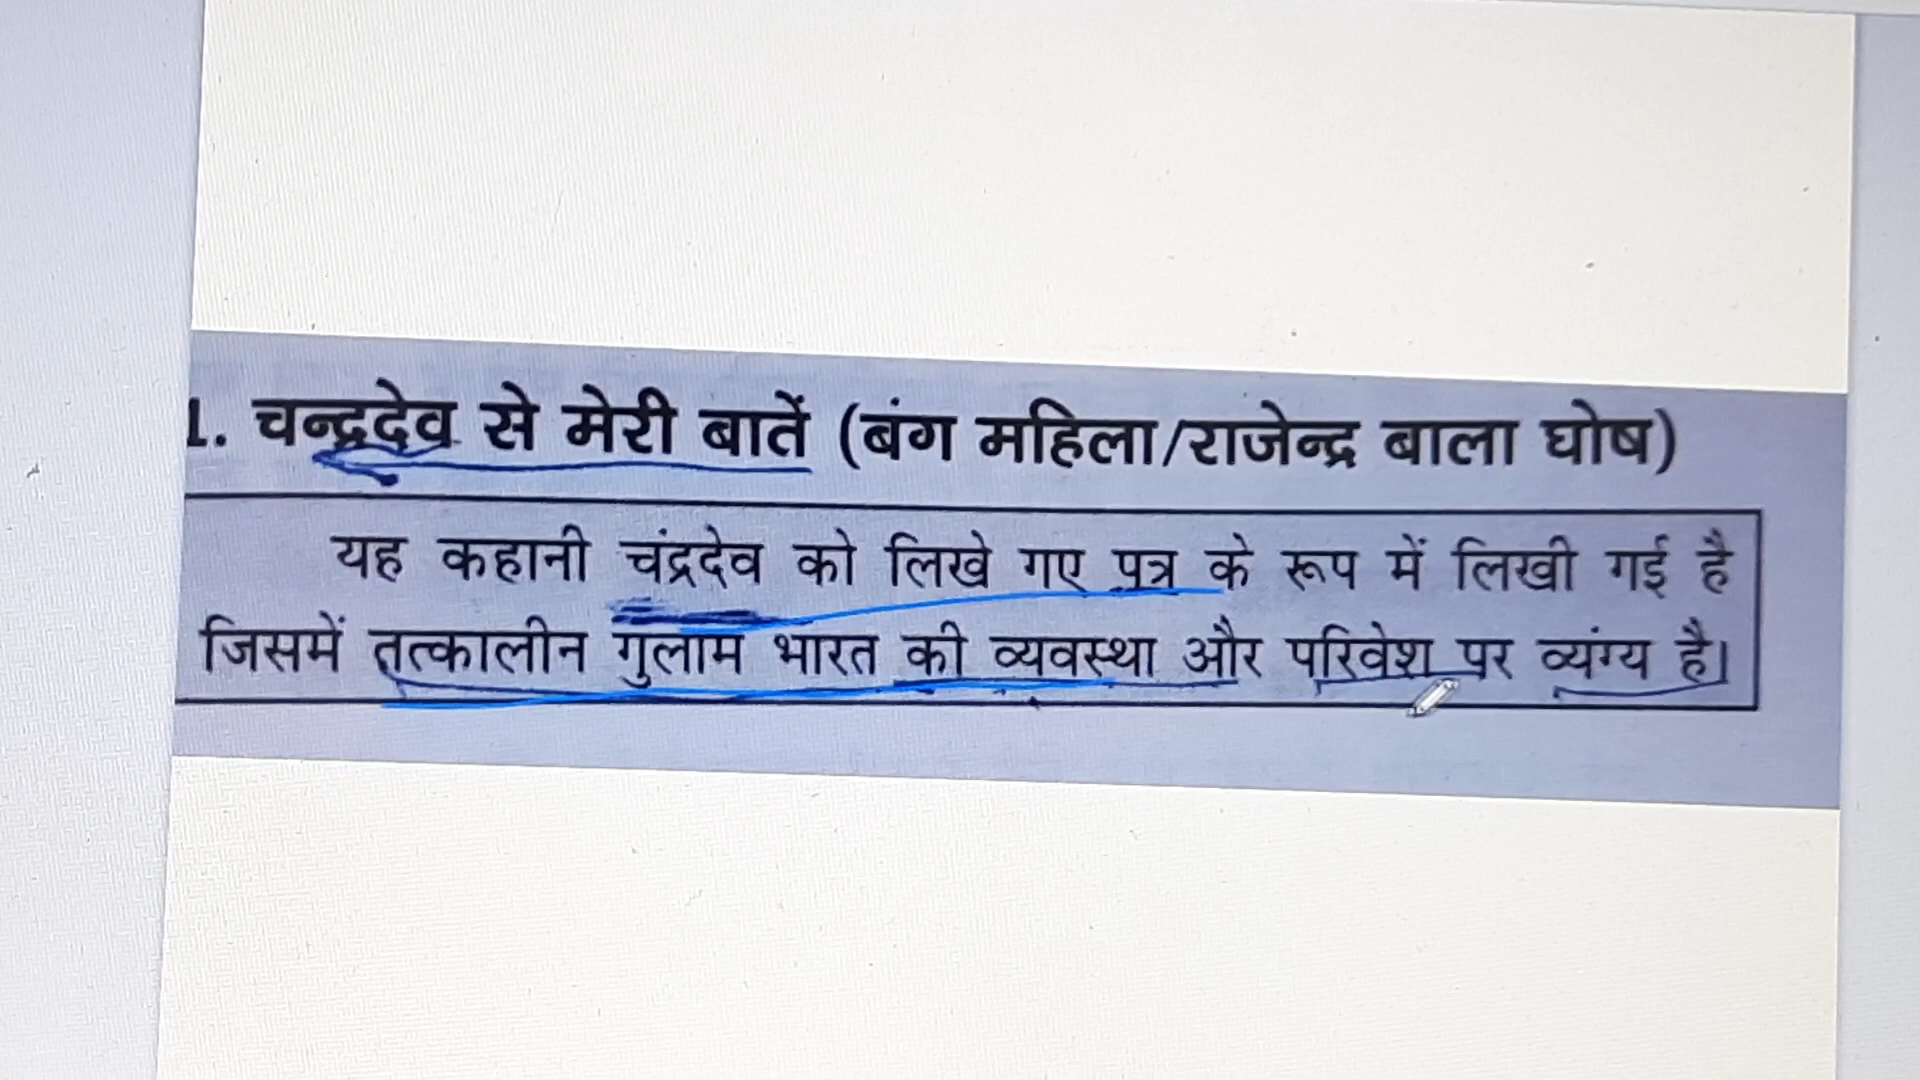 1. चन्द्रदेव से मेरी बातें (बंग महिला/राजेन्द्र बाला घोष)
यह कहानी चंद्रदेव को लिखे गए पत्र के रूप में लिखी गई है
जिसमें तत्कालीन गुलाम भारत की व्यवस्था और परिवेश पर व्यंग्य है।